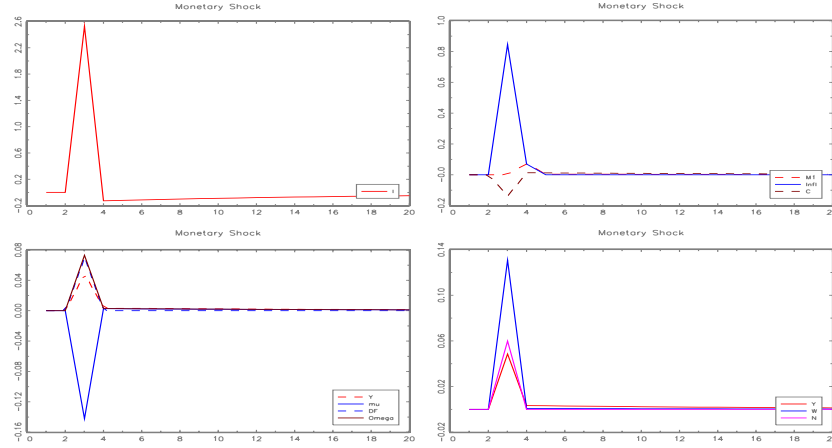 Monetary Shock
2.6
2.2
1.8
1.4
1.0
0.6
0.2
-0.2
I
0 2 4 6 8 10 12 14 16 18 20
Monetary Shock
1.0
0.8
0.6
0.4
0.2
-0.0
-0.2
M1
Infl
C
0 2 4 6 8 10 12 14 16 18 20
Monetary Shock
0.08
0.04
0.00
-0.04
-0.08
-0.12
-0.16
Y
mu
DF
Omega
0 2 4 6 8 10 12 14 16 18 20
Monetary Shock
0.14
0.10
0.06
0.02
-0.02
Y
W
N
0 2 4 6 8 10 12 14 16 18 20